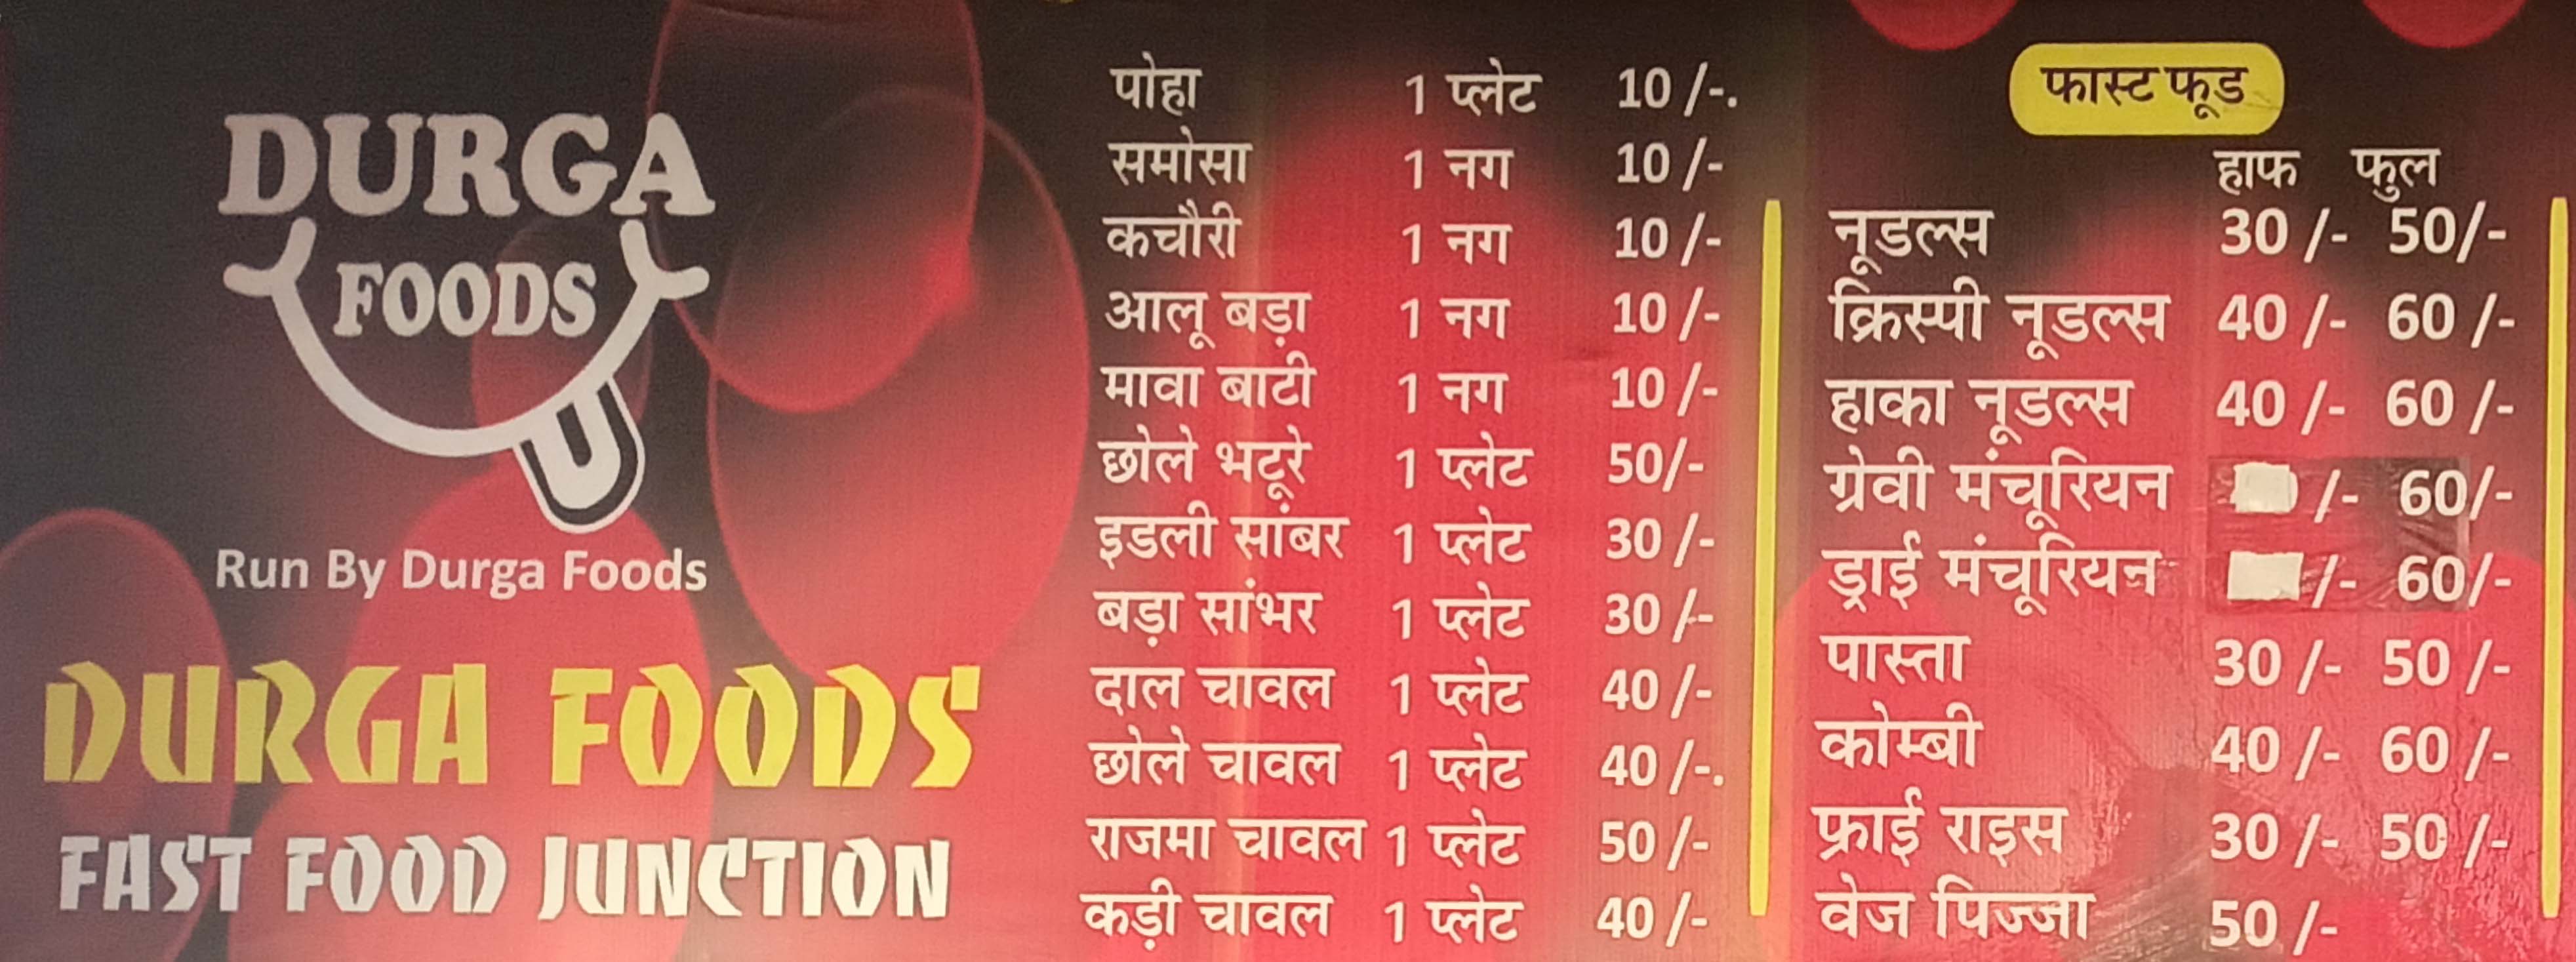 DURGA
FOODS
Run By Durga Foods
DURGA FOODS
FAST FOOD JUNCTION
पोहा 1 प्लेट 10 /-.
समोसा 1 नग 10 /-
कचौरी 1 नग 10 /-
आलू बड़ा 1 नग 10 /-
मावा बाटी 1 नग 10 /-
छोले भटूरे 1 प्लेट 50/-
इडली सांबर 1 प्लेट 30 /-
बड़ा सांभर 1 प्लेट 30 /-
दाल चावल 1 प्लेट 40 /-
छोले चावल 1 प्लेट 40 /-.
राजमा चावल 1 प्लेट 50 /-
कड़ी चावल 1 प्लेट 40 /-
फास्ट फूड
हाफ फुल
नूडल्स 30 /- 50/-
क्रिस्पी नूडल्स 40 /- 60 /-
हाका नूडल्स 40 /- 60 /-
ग्रेवी मंचूरियन /- 60/-
ड्राई मंचूरियन /- 60/-
पास्ता 30 /- 50 /-
कोम्बी 40 /- 60 /-
फ्राई राइस 30 /- 50 /-
वेज पिज्जा 50 /-